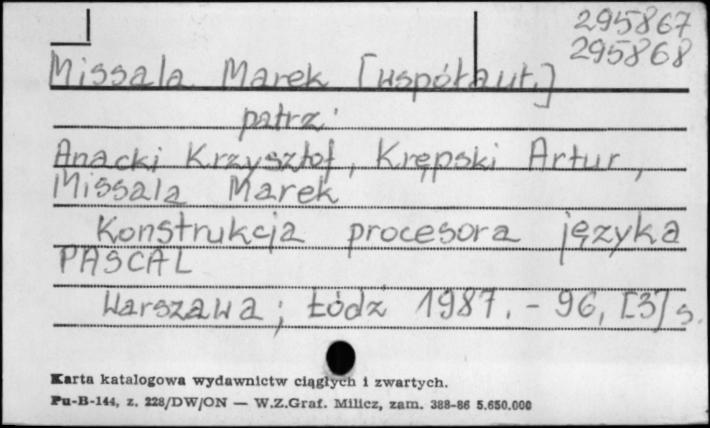 295867
295868
Missala Marek [współaut.]
patrz:
Anacki Krzysztof, Krępski Artur,
Missala Marek
Konstrukcja procesora języka
PASCAL
Warszawa; Łódź 1987. - 96, [3] s.
Karta katalogowa wydawnictw ciągłych i zwartych.
Pu-B-144, z. 228/DW/ON — W.Z.Graf. Milicz, zam. 388-86 5.650.000